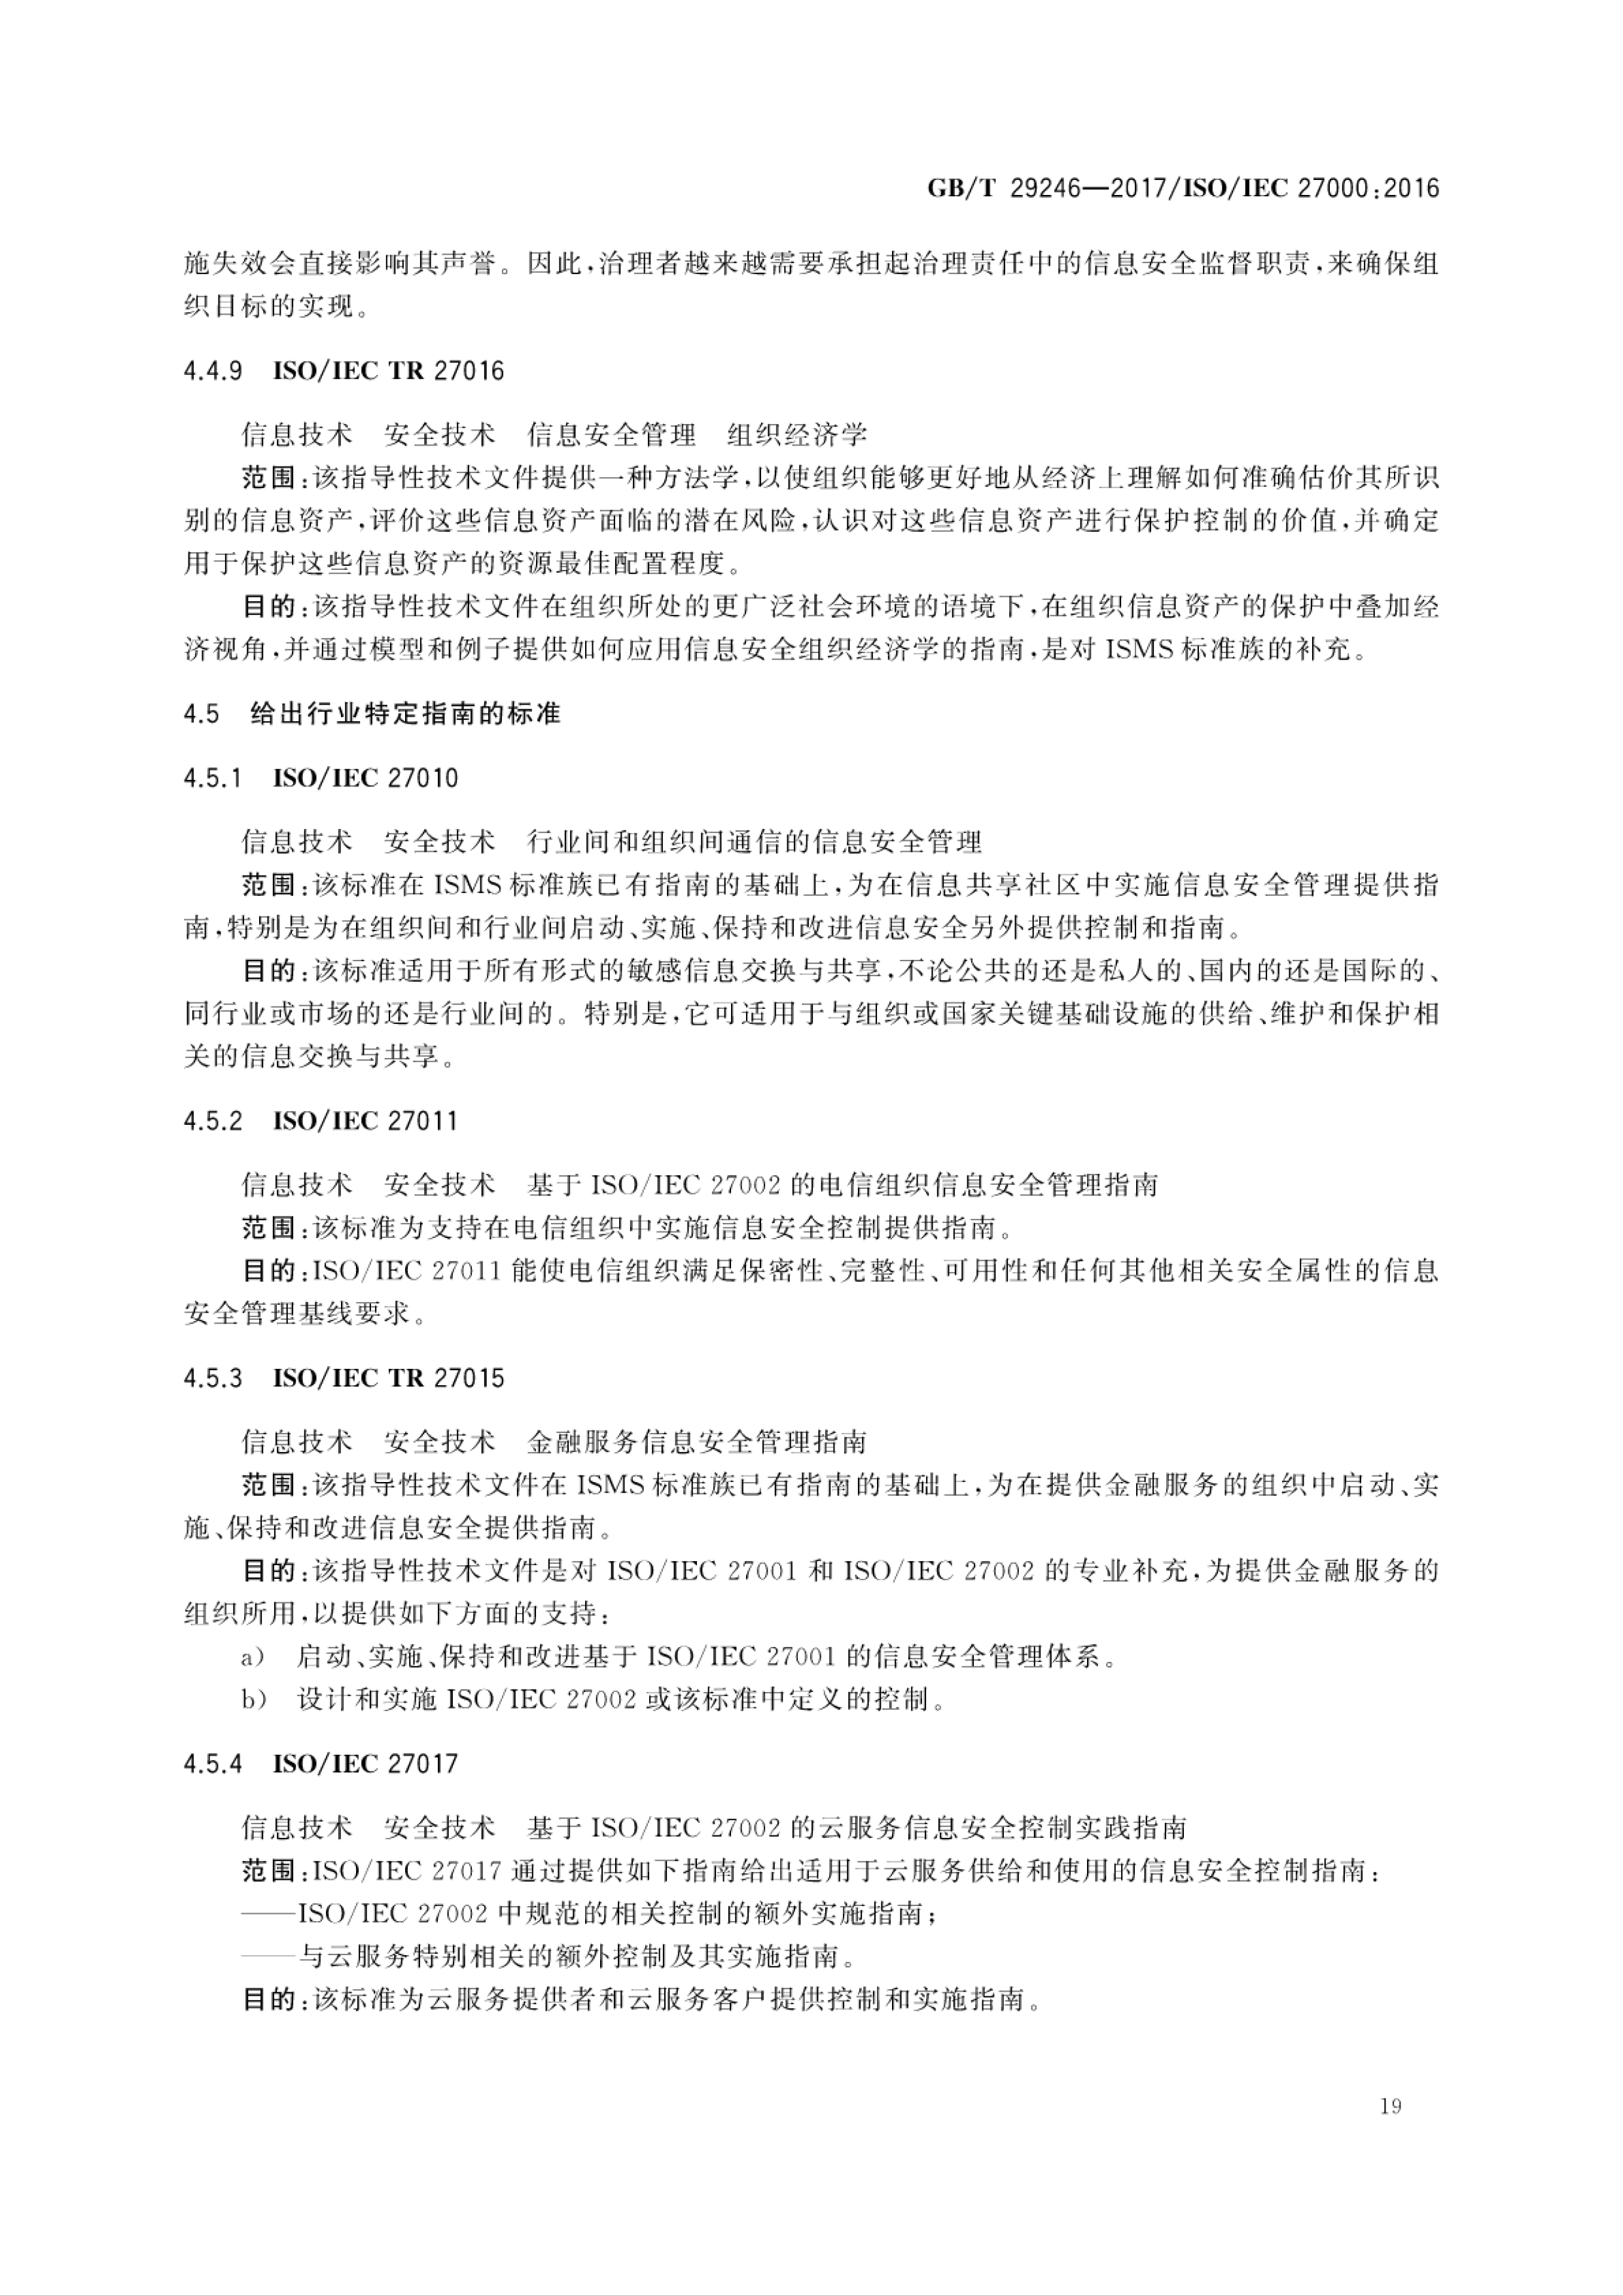 GB/T 29246—2017/ISO/IEC 27000:2016
施失效会直接影响其声誉。因此,治理者越来越需要承担起治理责任中的信息安全监督职责,来确保组
织目标的实现。
4.4.9 ISO/IEC TR 27016
信息技术 安全技术 信息安全管理 组织经济学
范围:该指导性技术文件提供一种方法学,以使组织能够更好地从经济上理解如何准确估价其所识
别的信息资产,评价这些信息资产面临的潜在风险,认识对这些信息资产进行保护控制的价值,并确定
用于保护这些信息资产的资源最佳配置程度。
目的:该指导性技术文件在组织所处的更广泛社会环境的语境下,在组织信息资产的保护中叠加经
济视角,并通过模型和例子提供如何应用信息安全组织经济学的指南,是对 ISMS 标准族的补充。
4.5 给出行业特定指南的标准
4.5.1 ISO/IEC 27010
信息技术 安全技术 行业间和组织间通信的信息安全管理
范围:该标准在 ISMS 标准族已有指南的基础上,为在信息共享社区中实施信息安全管理提供指
南,特别是为在组织间和行业间启动、实施、保持和改进信息安全另外提供控制和指南。
目的:该标准适用于所有形式的敏感信息交换与共享,不论公共的还是私人的、国内的还是国际的、
同行业或市场的还是行业间的。特别是,它可适用于与组织或国家关键基础设施的供给、维护和保护相
关的信息交换与共享。
4.5.2 ISO/IEC 27011
信息技术 安全技术 基于 ISO/IEC 27002 的电信组织信息安全管理指南
范围:该标准为支持在电信组织中实施信息安全控制提供指南。
目的:ISO/IEC 27011 能使电信组织满足保密性、完整性、可用性和任何其他相关安全属性的信息
安全管理基线要求。
4.5.3 ISO/IEC TR 27015
信息技术 安全技术 金融服务信息安全管理指南
范围:该指导性技术文件在 ISMS 标准族已有指南的基础上,为在提供金融服务的组织中启动、实
施、保持和改进信息安全提供指南。
目的:该指导性技术文件是对 ISO/IEC 27001 和 ISO/IEC 27002 的专业补充,为提供金融服务的
组织所用,以提供如下方面的支持:
a) 启动、实施、保持和改进基于 ISO/IEC 27001 的信息安全管理体系。
b) 设计和实施 ISO/IEC 27002 或该标准中定义的控制。
4.5.4 ISO/IEC 27017
信息技术 安全技术 基于 ISO/IEC 27002 的云服务信息安全控制实践指南
范围:ISO/IEC 27017 通过提供如下指南给出适用于云服务供给和使用的信息安全控制指南:
——ISO/IEC 27002 中规范的相关控制的额外实施指南;
——与云服务特别相关的额外控制及其实施指南。
目的:该标准为云服务提供者和云服务客户提供控制和实施指南。
19